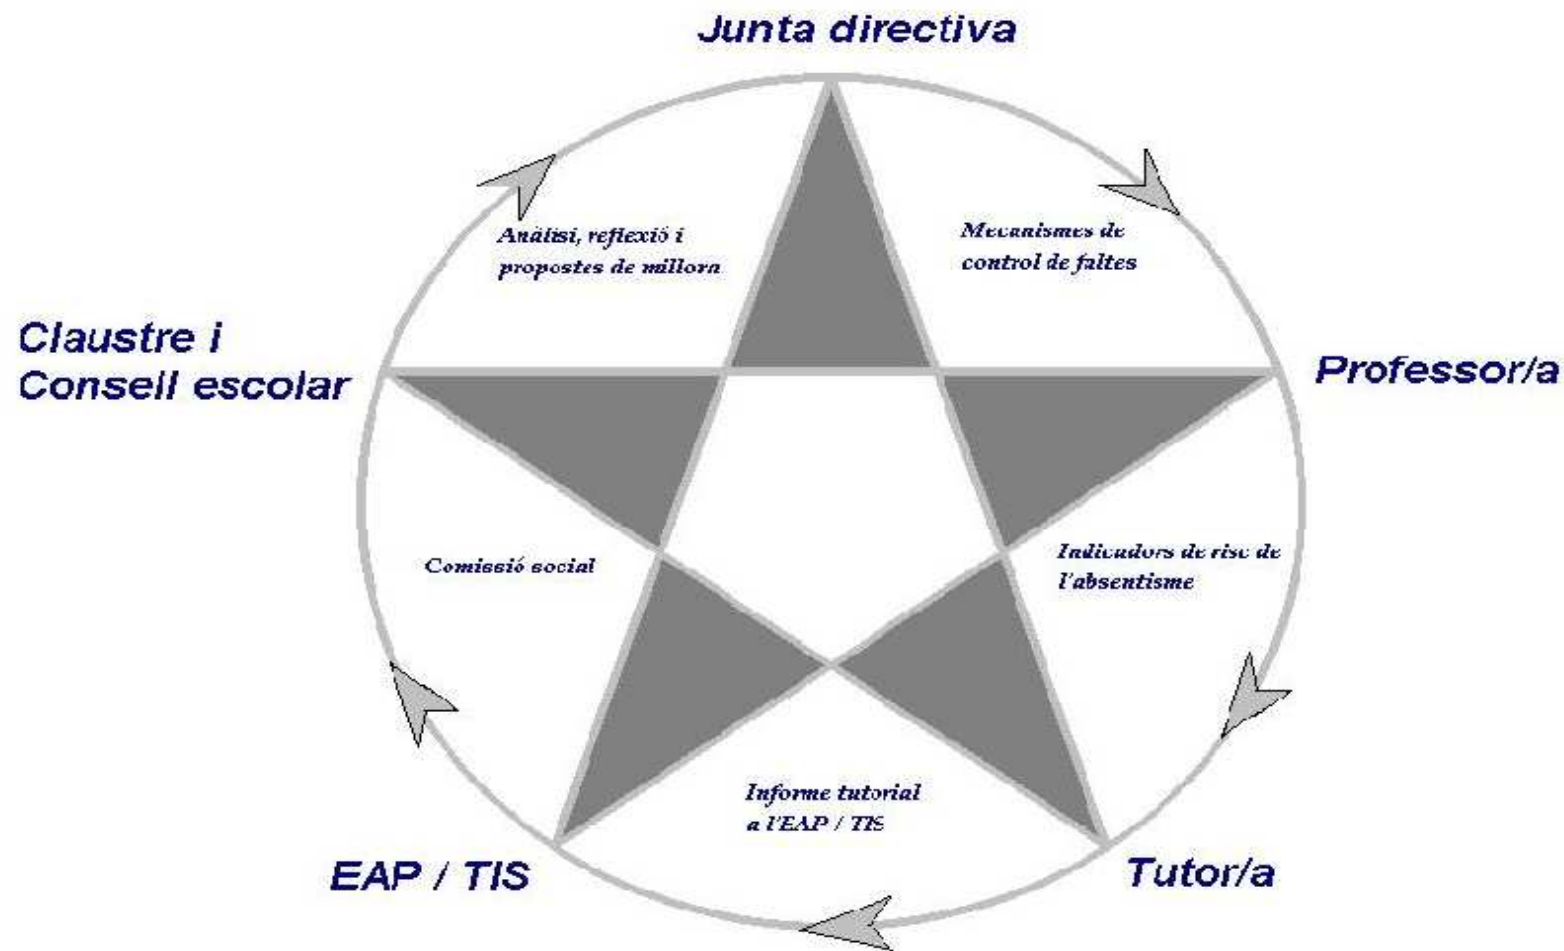 Junta directiva
Anàlisi, reflexió i
propostes de millora
Mecanismes de
control de faltes
Claustre i
Consell escolar
Professor/a
Comissió social
Indicadors de risc de
l'absentisme
Informe tutorial
a l'EAP / TIS
EAP / TIS
Tutor/a